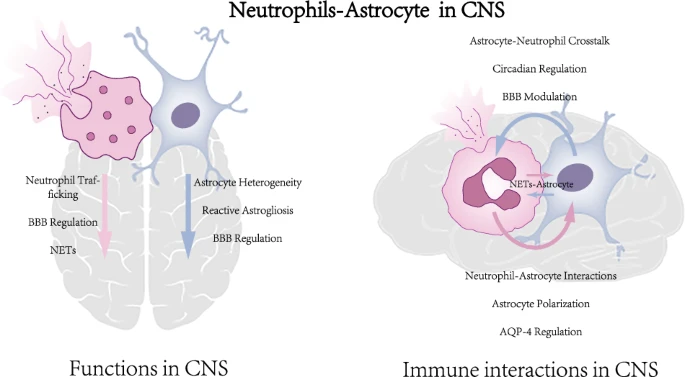 Neutrophils-Astrocyte in CNS
Neutrophil Traf-
ficking
BBB Regulation
NETs
Astrocyte Heterogeneity
Reactive Astrogliosis
BBB Regulation
Functions in CNS
Astrocyte-Neutrophil Crosstalk
Circadian Regulation
BBB Modulation
NETs-Astrocyte
Neutrophil-Astrocyte Interactions
Astrocyte Polarization
AQP-4 Regulation
Immune interactions in CNS